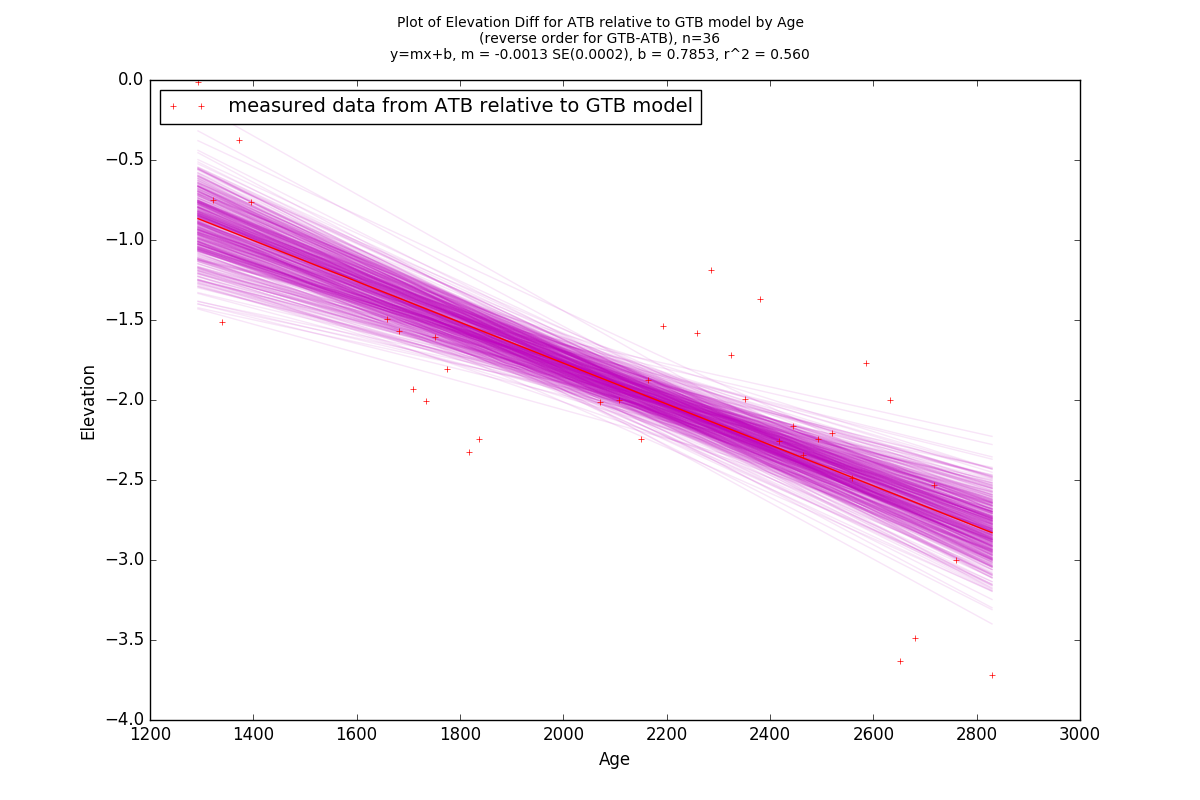 Plot of Elevation Diff for ATB relative to GTB model by Age
(reverse order for GTB-ATB), n=36
y=mx+b, m = -0.0013 SE(0.0002), b = 0.7853, r^2 = 0.560
measured data from ATB relative to GTB model
0.0
−0.5
−1.0
−1.5
−2.0
−2.5
−3.0
−3.5
−4.0
Elevation
1200 1400 1600 1800 2000 2200 2400 2600 2800 3000
Age